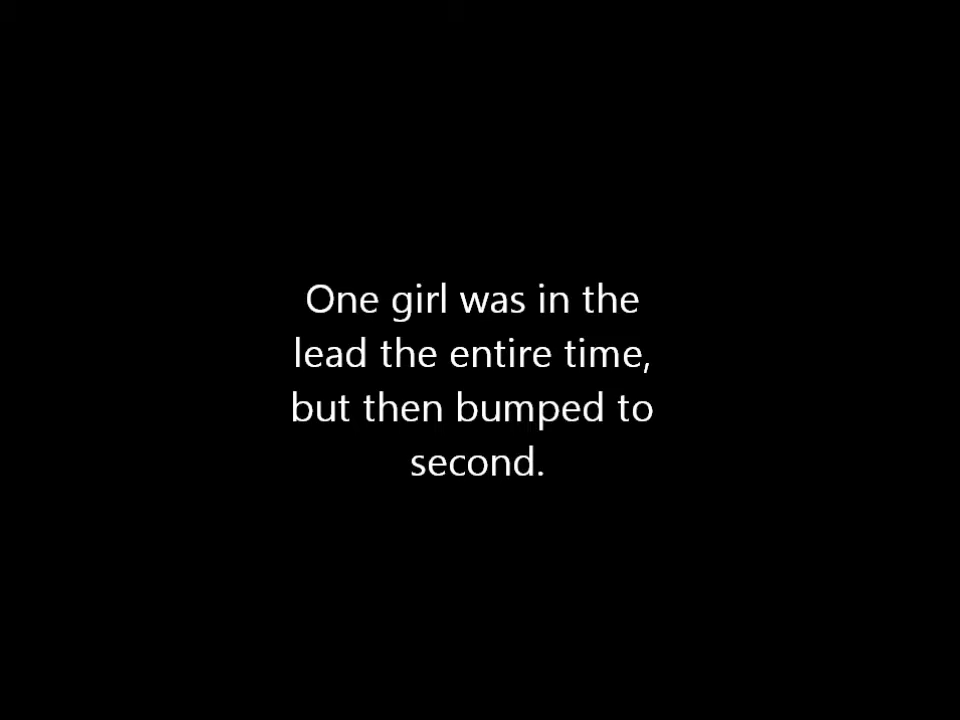 One girl was in the
lead the entire time,
but then bumped to
second.